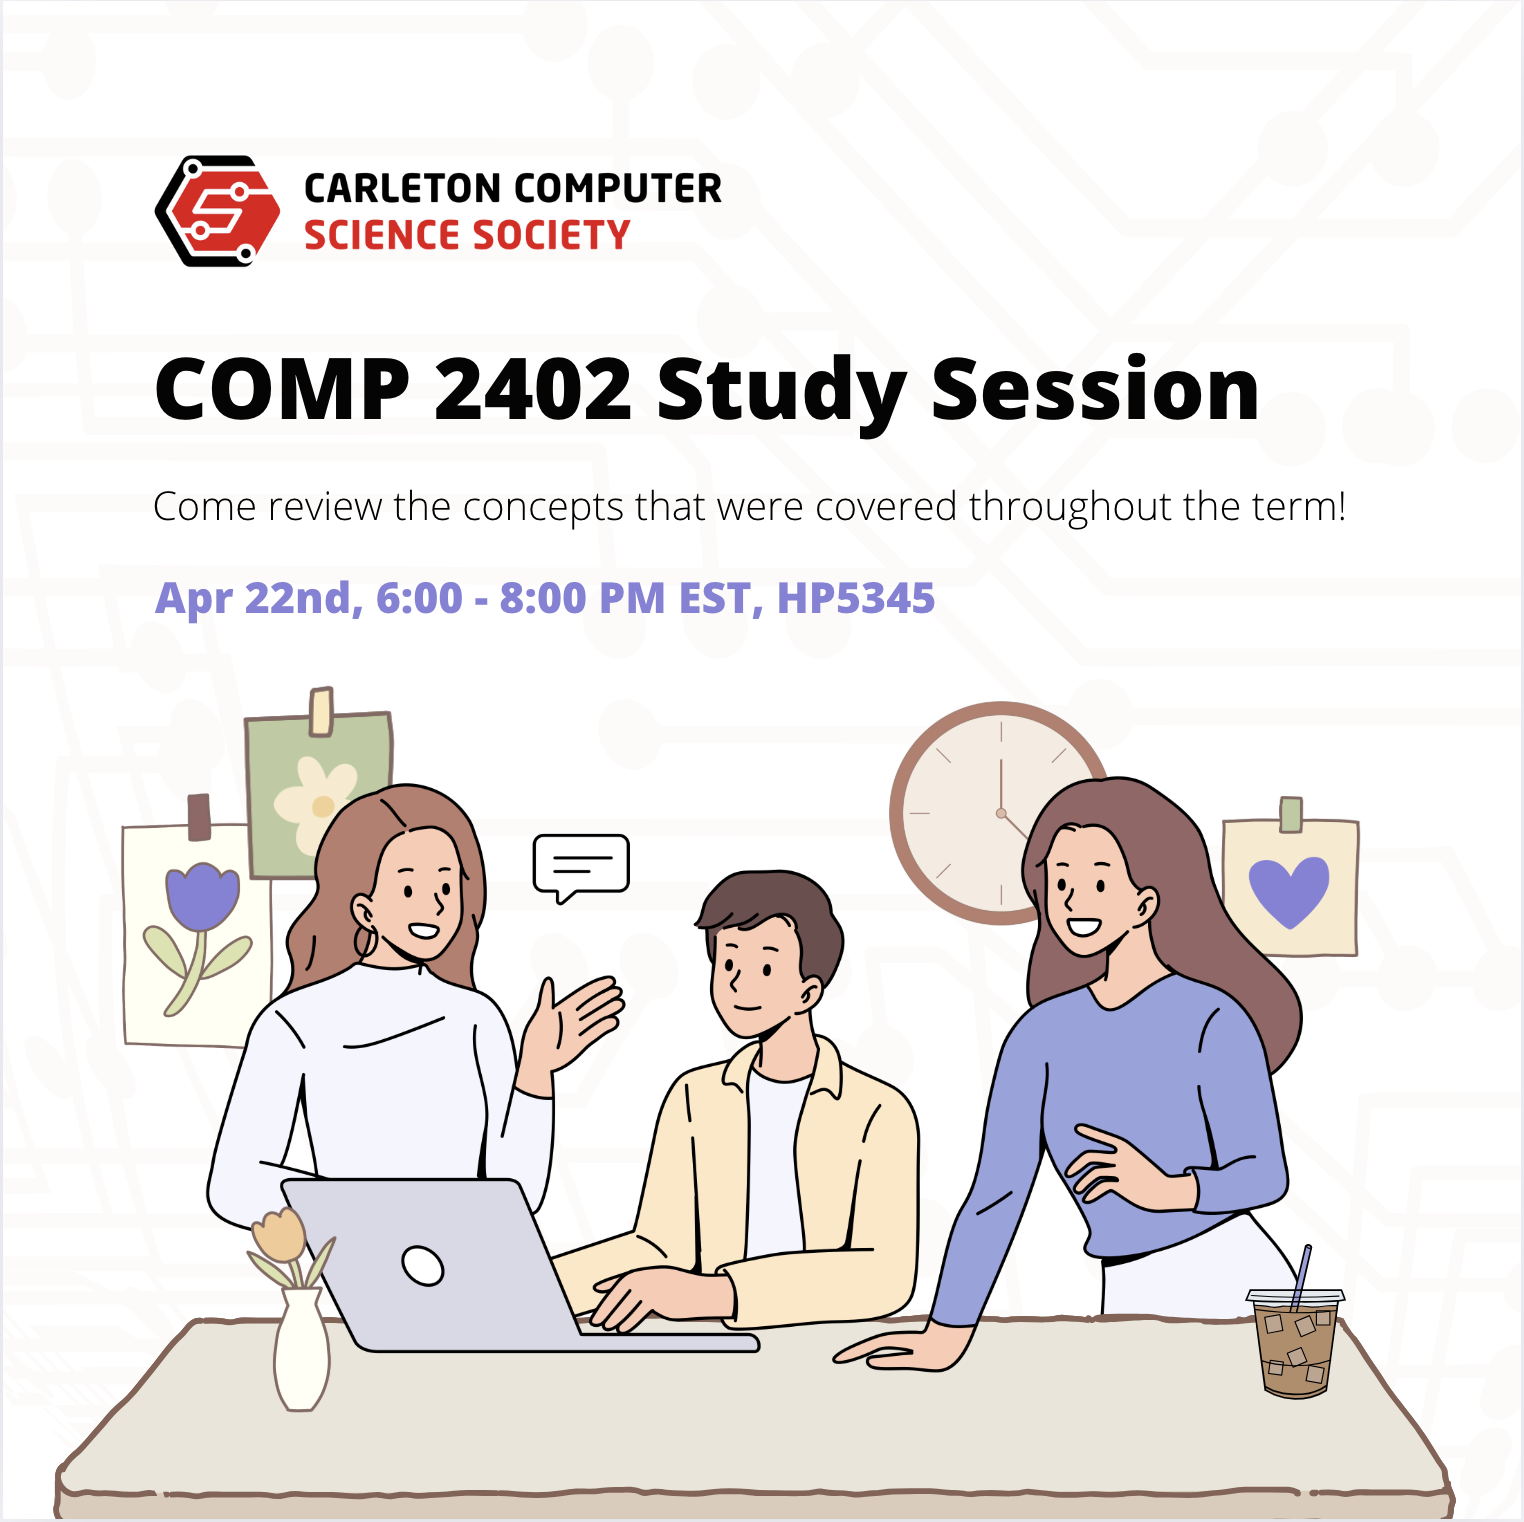 CARLETON COMPUTER
SCIENCE SOCIETY
COMP 2402 Study Session
Come review the concepts that were covered throughout the term!
Apr 22nd, 6:00 - 8:00 PM EST, HP5345